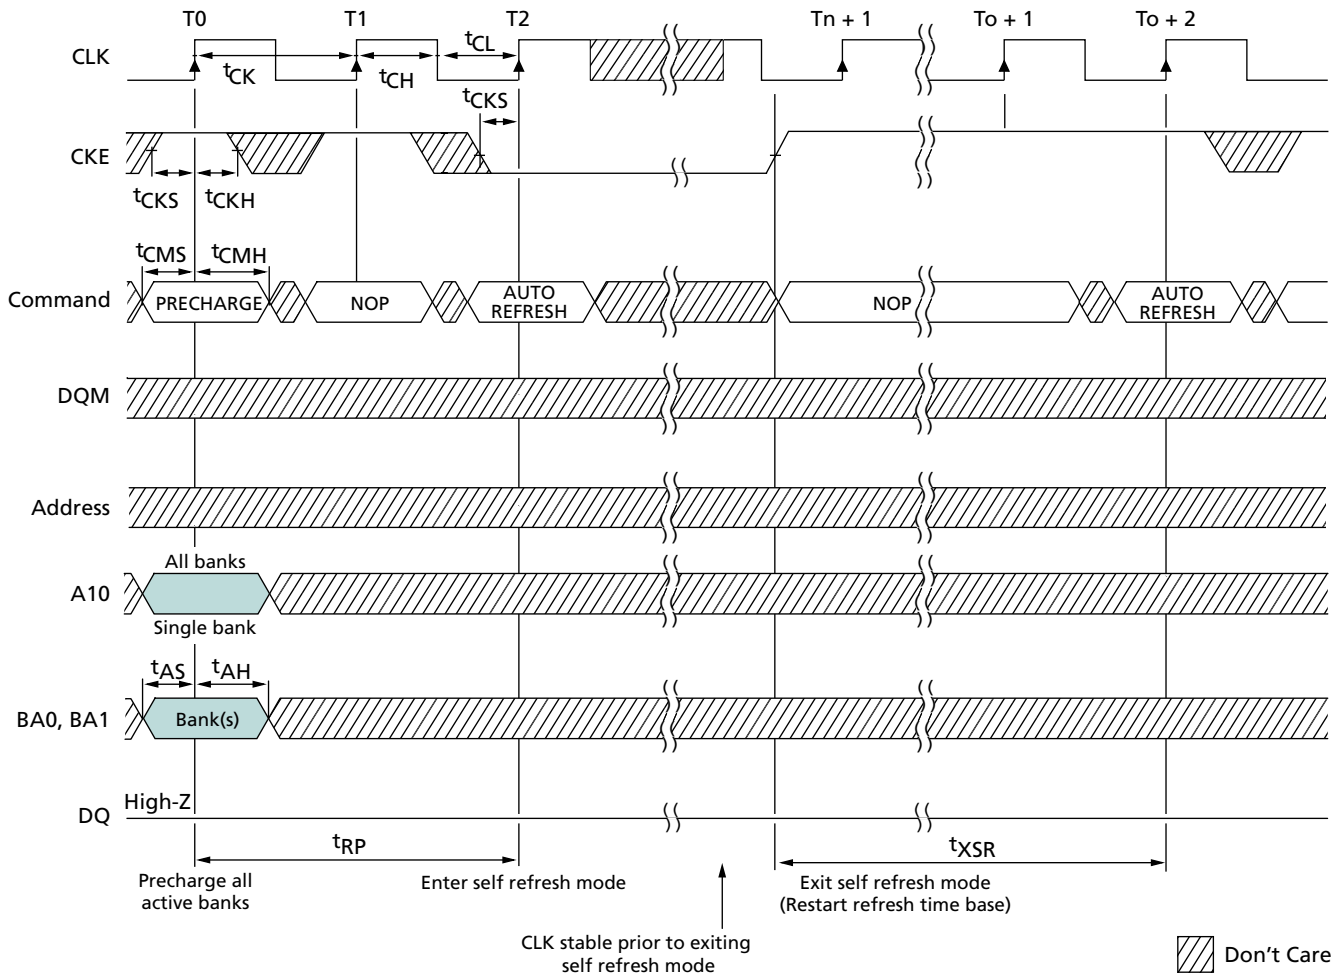 T0 T1 T2 Tn + 1 To + 1 To + 2
CLK
tCK tCH tCL
tCKS
CKE
tCKS tCKH
tCMS tCMH
Command PRECHARGE NOP AUTO REFRESH NOP AUTO REFRESH
DQM
Address
All banks
A10
Single bank
tAS tAH
BA0, BA1 Bank(s)
High-Z
DQ
tRP tXSR
Precharge all
active banks
Enter self refresh mode
Exit self refresh mode
(Restart refresh time base)
CLK stable prior to exiting
self refresh mode
Don't Care